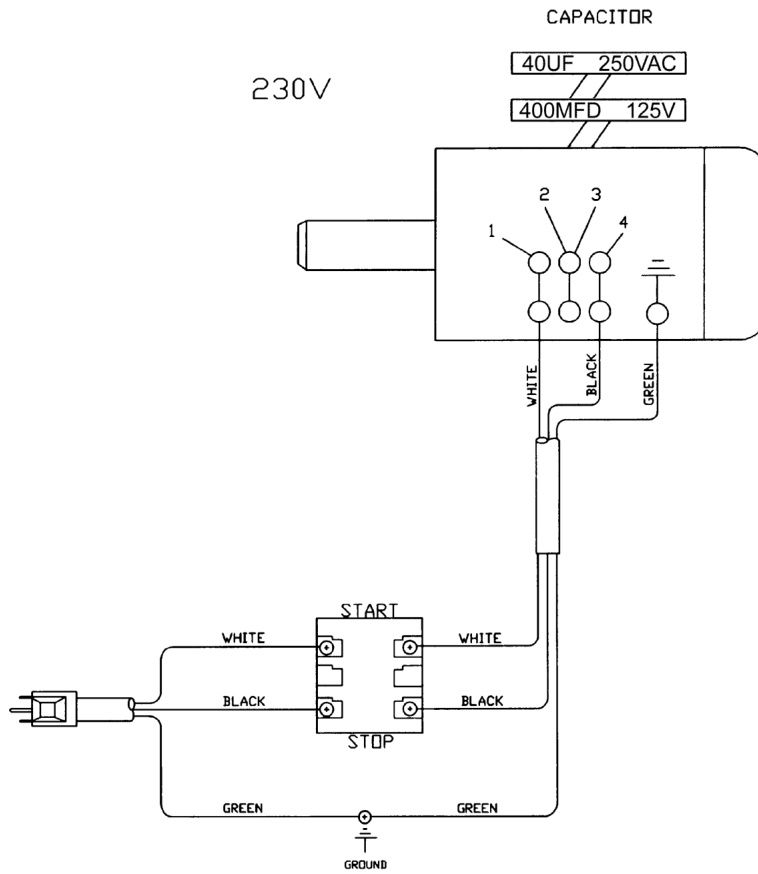 CAPACITOR
40UF 250VAC
230V
400MFD 125V
2 3
1 4
WHITE
BLACK
GREEN
START
WHITE WHITE
BLACK BLACK
STOP
GREEN GREEN
GROUND